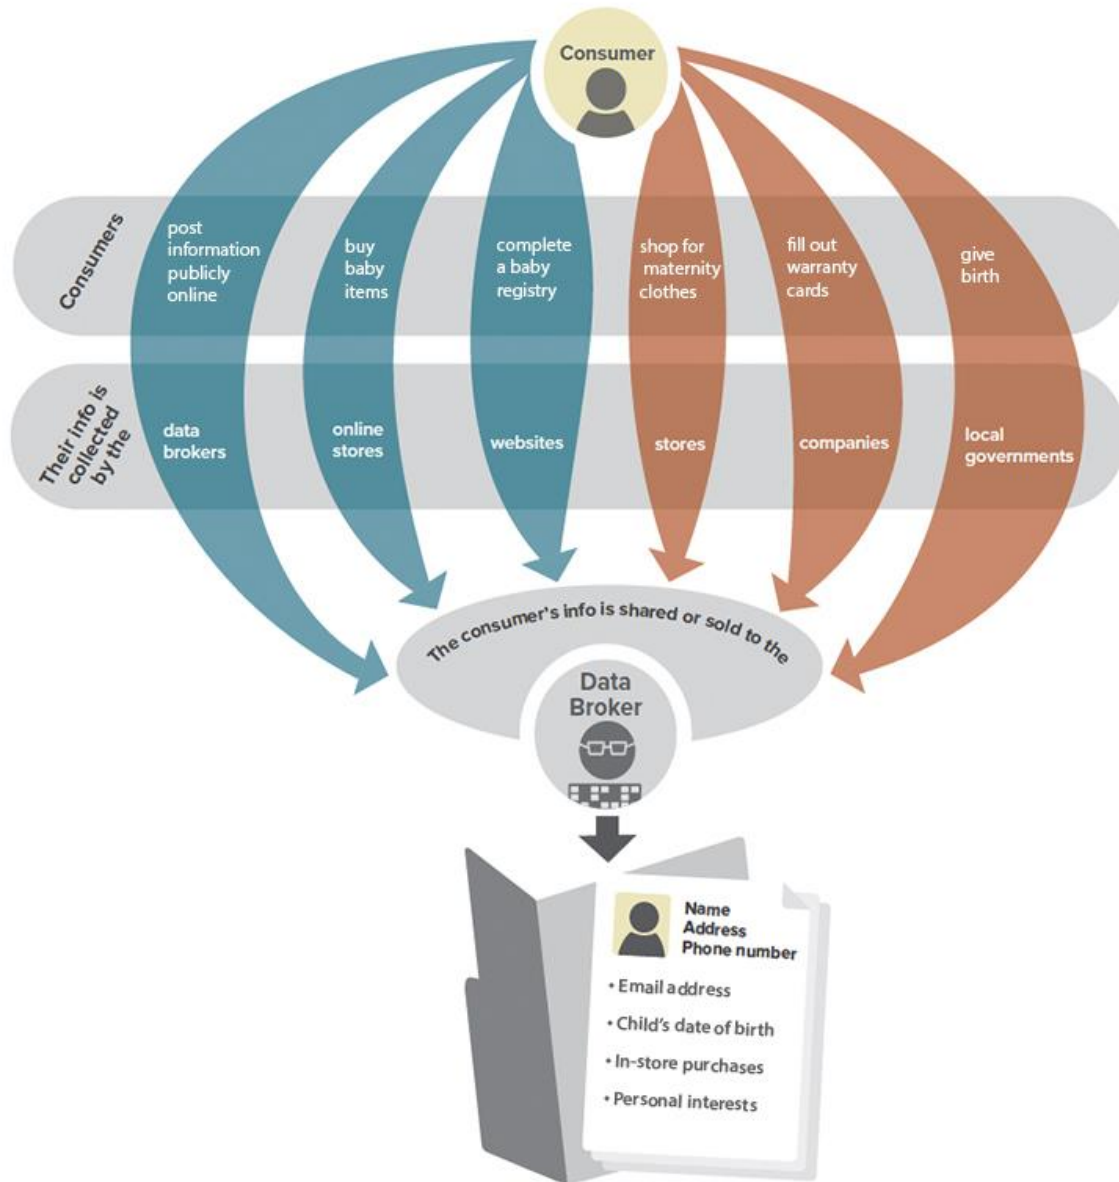 Consumer
Consumers
post
information
publicly
online
buy
baby
items
complete
a baby
registry
shop for
maternity
clothes
fill out
warranty
cards
give
birth
Their info is
collected
by the
data
brokers
online
stores
websites
stores
companies
local
governments
The consumer's info is shared or sold to the
Data
Broker
Name
Address
Phone number
• Email address
• Child's date of birth
• In-store purchases
• Personal interests